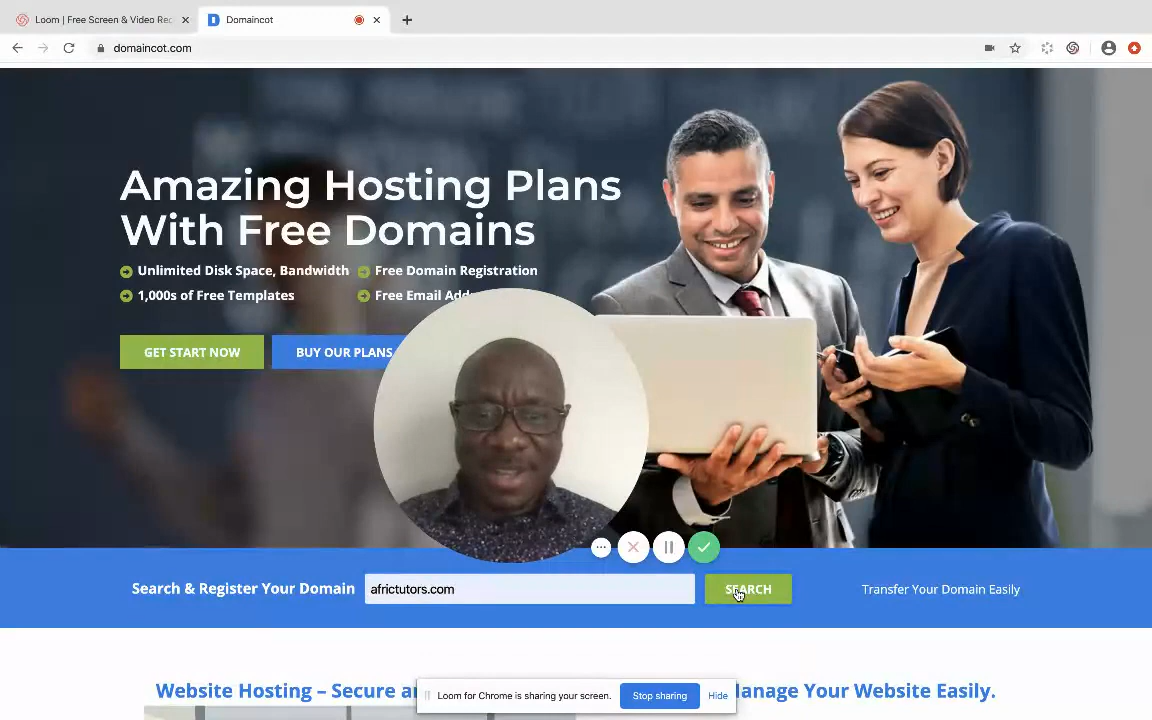 Loom | Free Screen & Video Rec
Domaincot
domaincot.com
Amazing Hosting Plans
With Free Domains
Unlimited Disk Space, Bandwidth
Free Domain Registration
1,000s of Free Templates
Free Email Add
GET START NOW
BUY OUR PLANS
Search & Register Your Domain
africtutors.com
SEARCH
Transfer Your Domain Easily
Website Hosting – Secure an
Manage Your Website Easily.
Loom for Chrome is sharing your screen.
Stop sharing
Hide